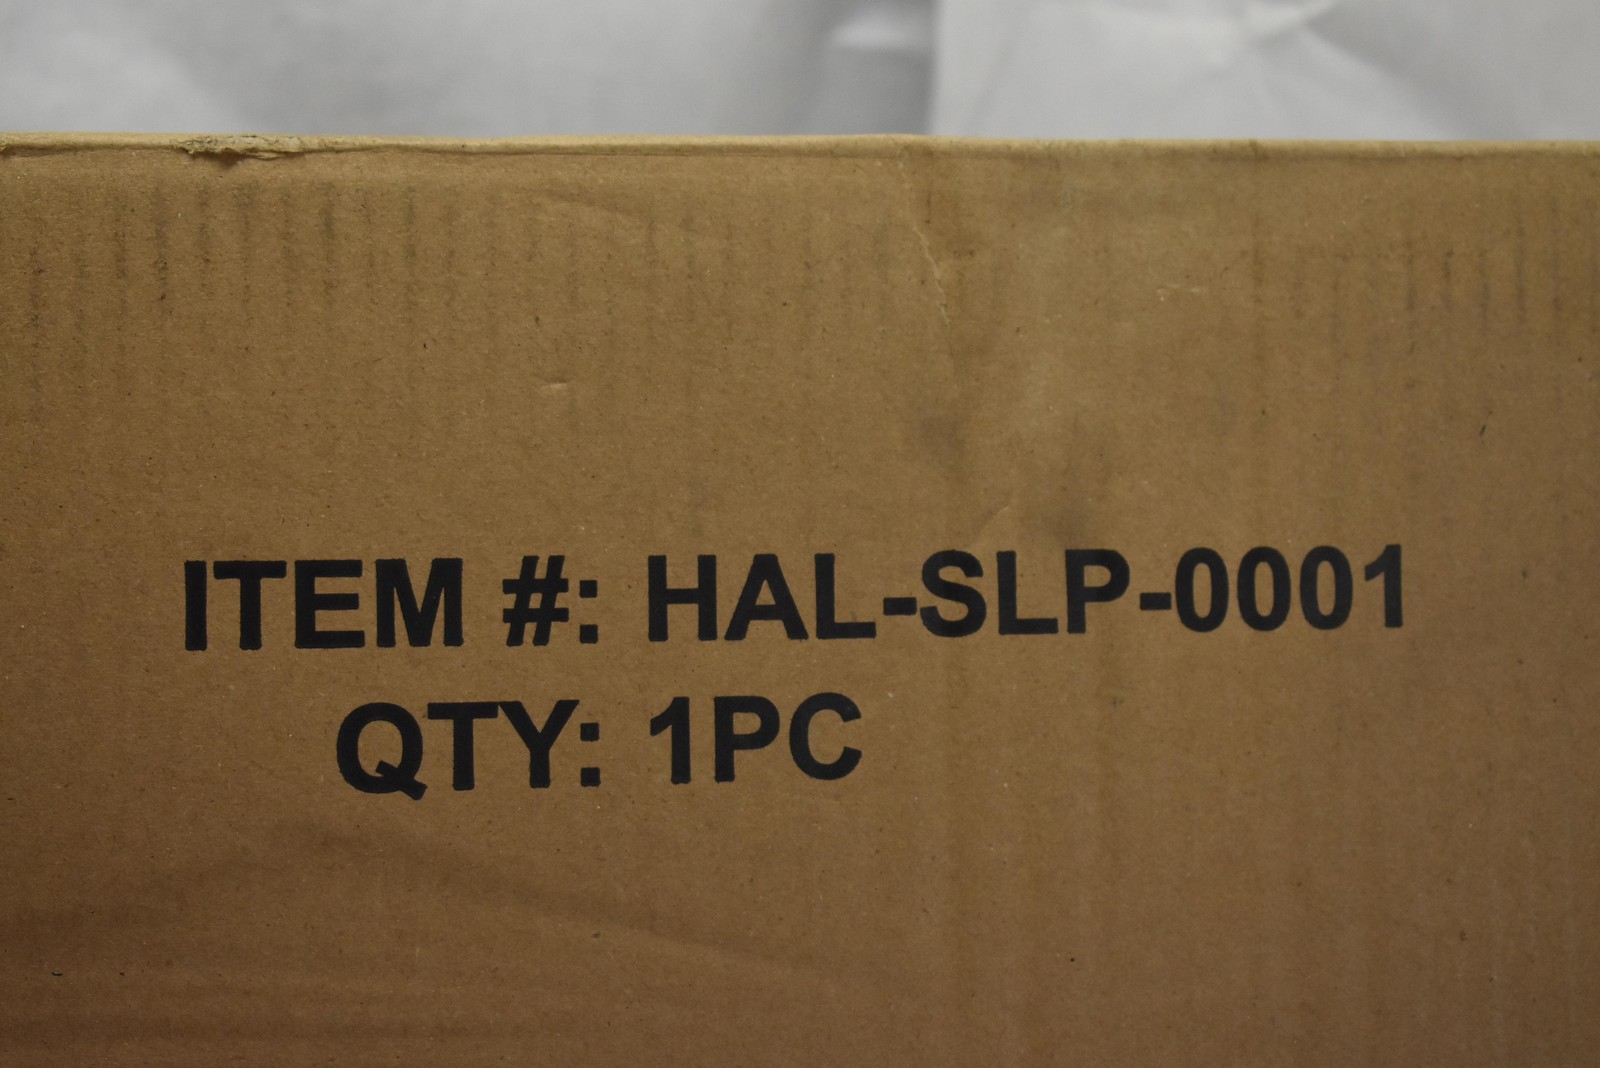 ITEM #: HAL-SLP-0001
QTY: 1PC